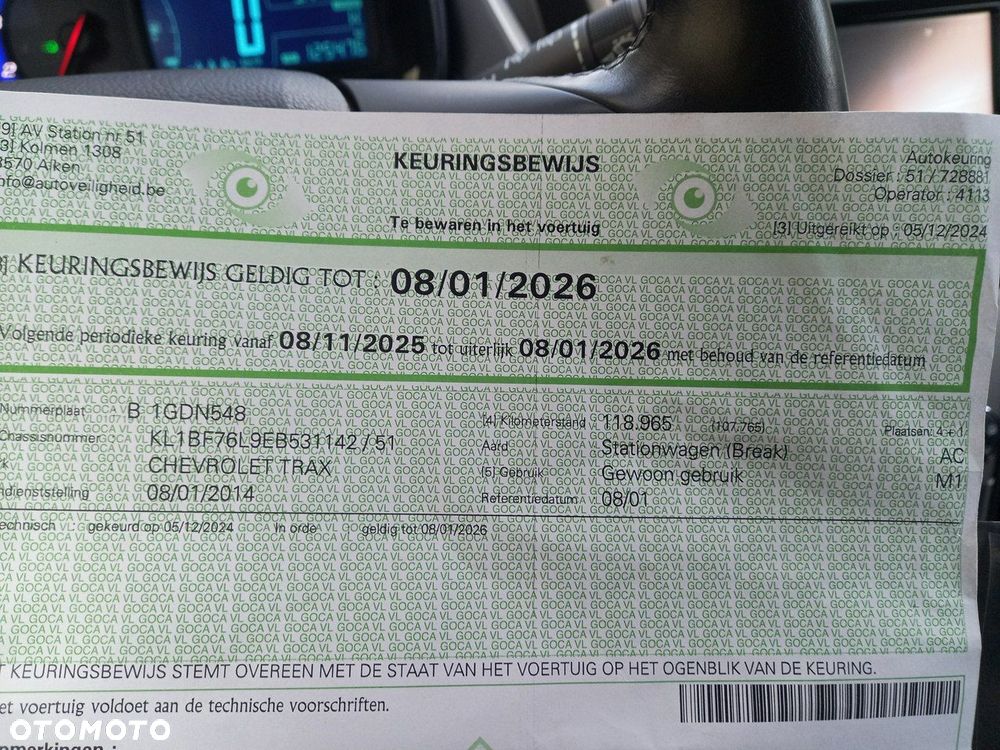 125476
9] AV Station nr 51
3] Kolmen 1308
3570 Alken
info@autoveiligheid.be
KEURINGSBEWIJS
Te bewaren in het voertuig
Autokeuring
Dossier : 51 / 728881
Operator : 4113
[3] Uitgereikt op : 05/12/2024
KEURINGSBEWIJS GELDIG TOT : 08/01/2026
Volgende periodieke keuring vanaf 08/11/2025 tot uiterlijk 08/01/2026 met behoud van de referentiedatum
Nummerplaat B 1GDN548
Chassisnummer KL1BF76L9EB531142 / 51
k CHEVROLET TRAX
ndienststelling 08/01/2014
[4] Kilometerstand 118.965 (107.765) Plaatsen: 4 + 1
Aard Stationwagen (Break) AC
[5] Gebruik Gewoon gebruik M1
Referentiedatum 08/01
echnisch : gekeurd op 05/12/2024 In orde geldig tot 08/01/2026
T KEURINGSBEWIJS STEMT OVEREEN MET DE STAAT VAN HET VOERTUIG OP HET OGENBLIK VAN DE KEURING.
et voertuig voldoet aan de technische voorschriften.
OTOMOTO
pmerkingen :